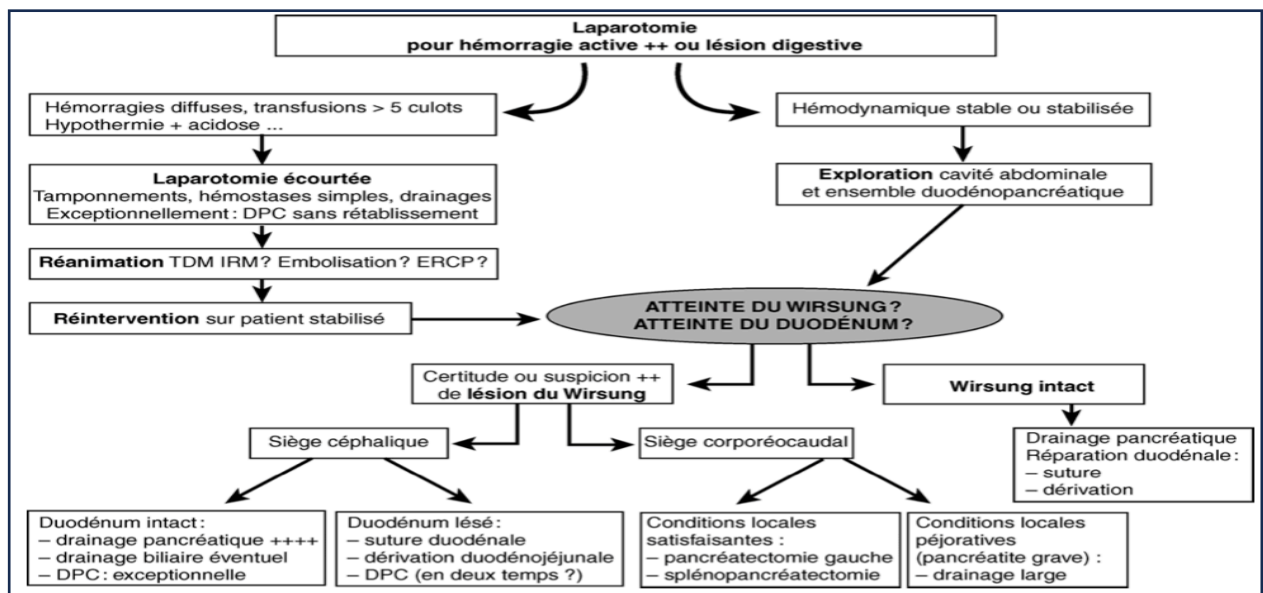 Laparotomie
pour hémorragie active ++ ou lésion digestive
Hémorragies diffuses, transfusions > 5 culots
Hypothermie + acidose ...
Hémodynamique stable ou stabilisée
Laparotomie écourtée
Tamponnements, hémostases simples, drainages
Exceptionnellement : DPC sans rétablissement
Exploration cavité abdominale
et ensemble duodénopancréatique
Réanimation TDM IRM? Embolisation? ERCP?
Réintervention sur patient stabilisé
ATTEINTE DU WIRSUNG?
ATTEINTE DU DUODÉNUM?
Certitude ou suspicion ++
de lésion du Wirsung
Wirsung intact
Siège céphalique
Siège corporéocaudal
Drainage pancréatique
Réparation duodénale :
– suture
– dérivation
Duodénum intact :
– drainage pancréatique ++++
– drainage biliaire éventuel
– DPC : exceptionnelle
Duodénum lésé :
– suture duodénale
– dérivation duodénojéjunale
– DPC (en deux temps ?)
Conditions locales
satisfaisantes :
– pancréatectomie gauche
– splénopancréatectomie
Conditions locales
péjoratives
(pancréatite grave) :
– drainage large